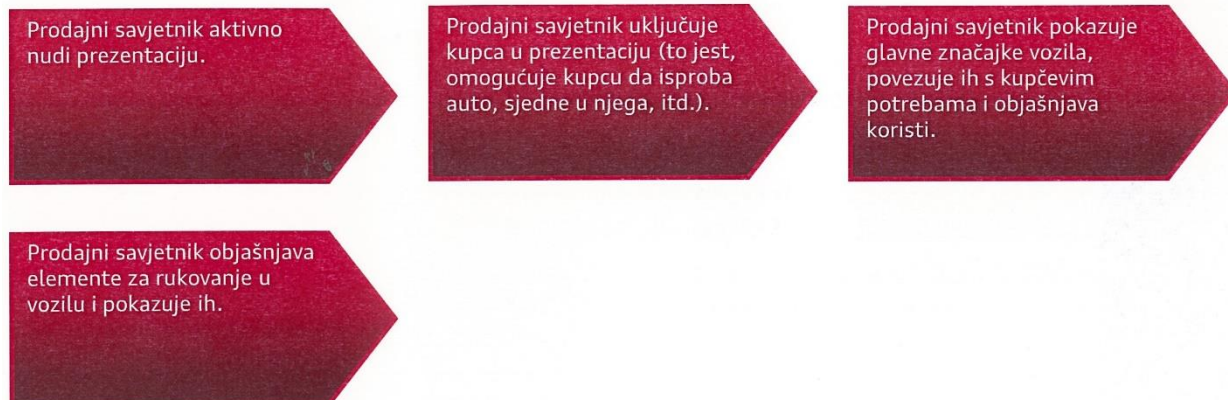 Prodajni savjetnik aktivno
nudi prezentaciju.
Prodajni savjetnik uključuje
kupca u prezentaciju (to jest,
omogućuje kupcu da isproba
auto, sjedne u njega, itd.).
Prodajni savjetnik pokazuje
glavne značajke vozila,
povezuje ih s kupčevim
potrebama i objašnjava
koristi.
Prodajni savjetnik objašnjava
elemente za rukovanje u
vozilu i pokazuje ih.